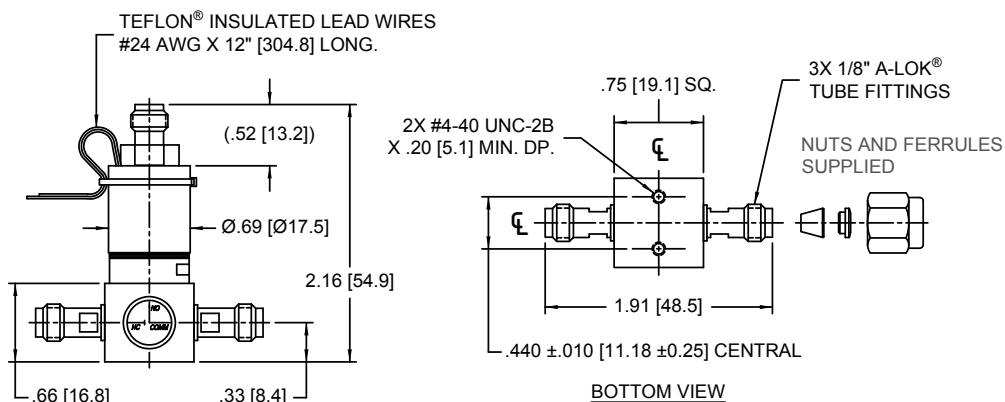 TEFLON® INSULATED LEAD WIRES
#24 AWG X 12" [304.8] LONG.
(.52 [13.2])
Ø.69 [Ø17.5]
2.16 [54.9]
NO
NC COMM
.66 [16.8]
.33 [8.4]
.75 [19.1] SQ.
2X #4-40 UNC-2B
X .20 [5.1] MIN. DP.
3X 1/8" A-LOK®
TUBE FITTINGS
NUTS AND FERRULES
SUPPLIED
℄
℄
1.91 [48.5]
.440 ±.010 [11.18 ±0.25] CENTRAL
BOTTOM VIEW